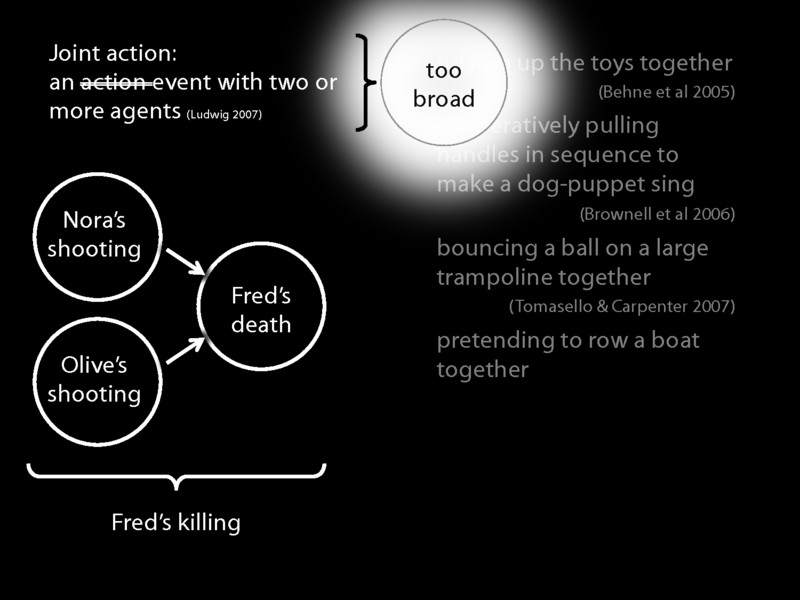 Joint action:
an action event with two or
more agents (Ludwig 2007)
too
broad
up the toys together
(Behne et al 2005)
pulling
handles in sequence to
make a dog-puppet sing
(Brownell et al 2006)
bouncing a ball on a large
trampoline together
(Tomasello & Carpenter 2007)
pretending to row a boat
together
Nora’s
shooting
Fred’s
death
Olive’s
shooting
Fred’s killing